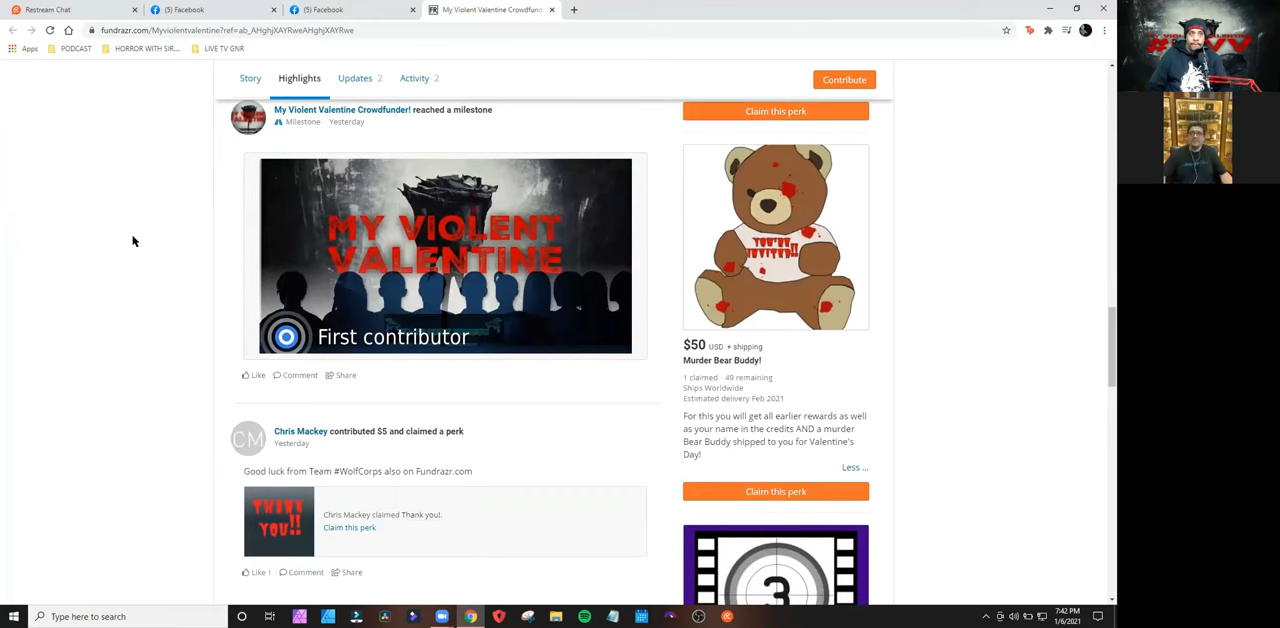 Restream Chat
(5) Facebook
(5) Facebook
My Violent Valentine Crowdfund
fundrazr.com/Myviolentvalentine?ref=ab_AHghjXAYRweAHghjXAYRwe
Apps
PODCAST
HORROR WITH SIR...
LIVE TV GNR
Story
Highlights
Updates 2
Activity 2
Contribute
My Violent Valentine Crowdfunder! reached a milestone
Milestone · Yesterday
MY VIOLENT
VALENTINE
First contributor
Like
Comment
Share
Chris Mackey contributed $5 and claimed a perk
Yesterday
Good luck from Team #WolfCorps also on Fundrazr.com
CM
THANK
YOU!!
Chris Mackey claimed Thank you!.
Claim this perk
Like 1
Comment
Share
Claim this perk
YOU'RE
INVITED!!
$50 USD + shipping
Murder Bear Buddy!
1 claimed · 49 remaining
Ships Worldwide
Estimated delivery Feb 2021
For this you will get all earlier rewards as well
as your name in the credits AND a murder
Bear Buddy shipped to you for Valentine's
Day!
Less ...
Claim this perk
3
Type here to search
7:42 PM
1/6/2021